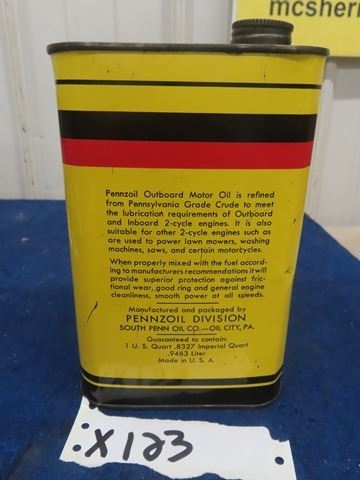 mcsher
Pennzoil Outboard Motor Oil is refined
from Pennsylvania Grade Crude to meet
the lubrication requirements of Outboard
and Inboard 2-cycle engines. It is also
suitable for other 2-cycle engines such as
are used to power lawn mowers, washing
machines, saws, and certain motorcycles.
When properly mixed with the fuel accord-
ing to manufacturers recommendations it will
provide superior protection against fric-
tional wear, good ring and general engine
cleanliness, smooth power at all speeds.
Manufactured and packaged by
PENNZOIL DIVISION
SOUTH PENN OIL CO.—OIL CITY, PA.
Guaranteed to contain:
1 U. S. Quart .8327 Imperial Quart
.9463 Liter
Made in U. S. A.
X123